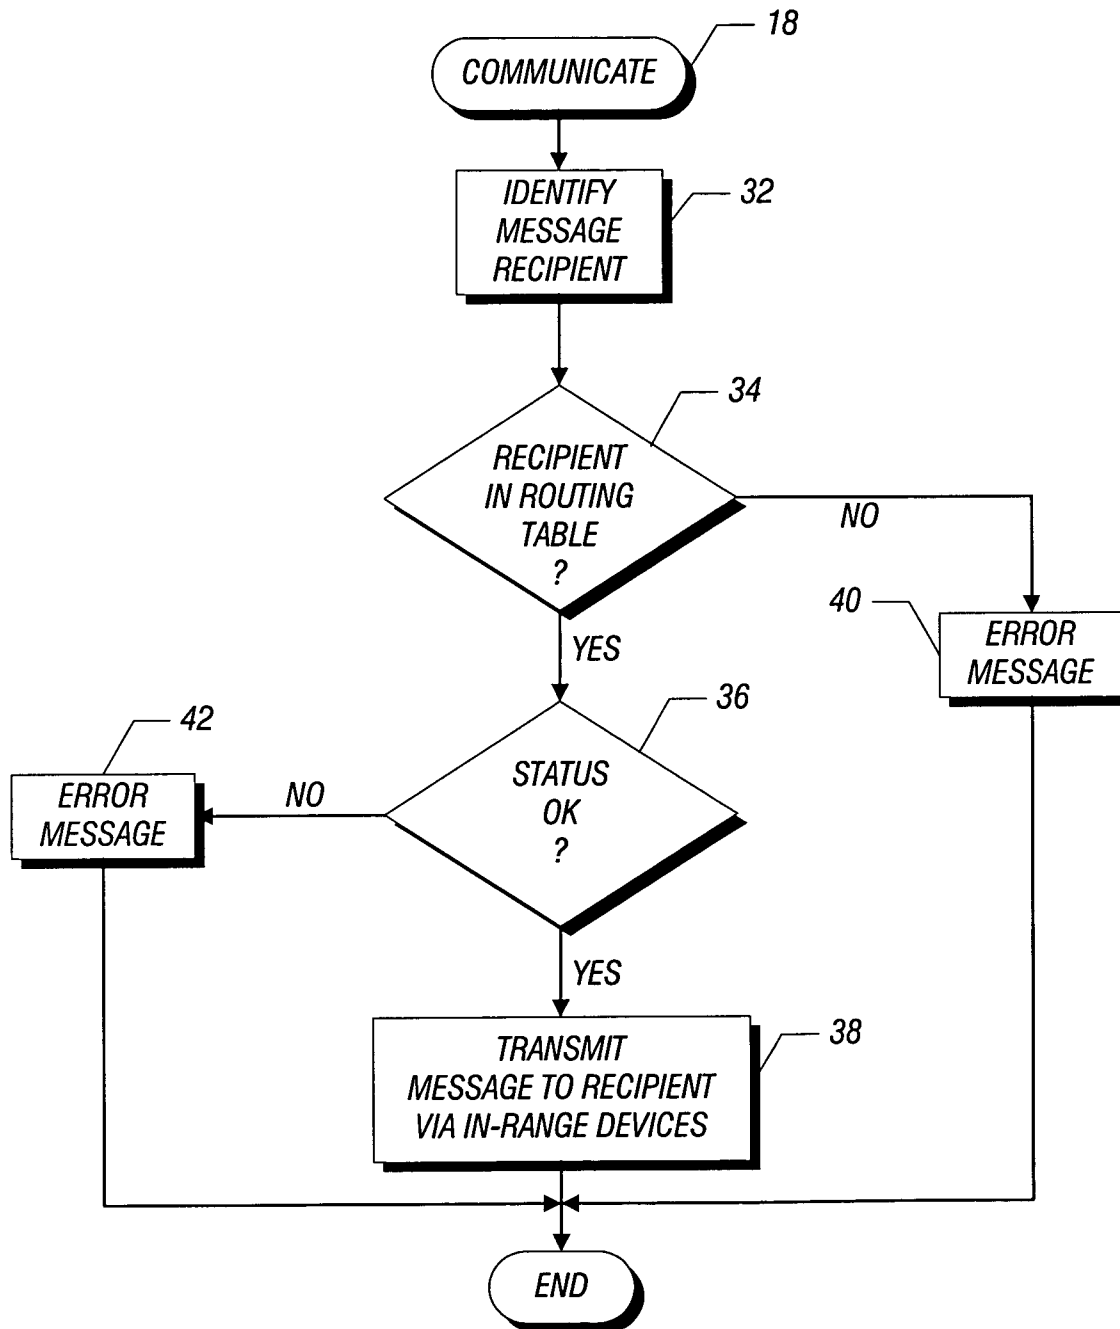 18
COMMUNICATE
IDENTIFY
MESSAGE
RECIPIENT
32
34
RECIPIENT
IN ROUTING
TABLE
?
NO
YES
40
ERROR
MESSAGE
36
42
STATUS
OK
?
NO
ERROR
MESSAGE
YES
38
TRANSMIT
MESSAGE TO RECIPIENT
VIA IN-RANGE DEVICES
END